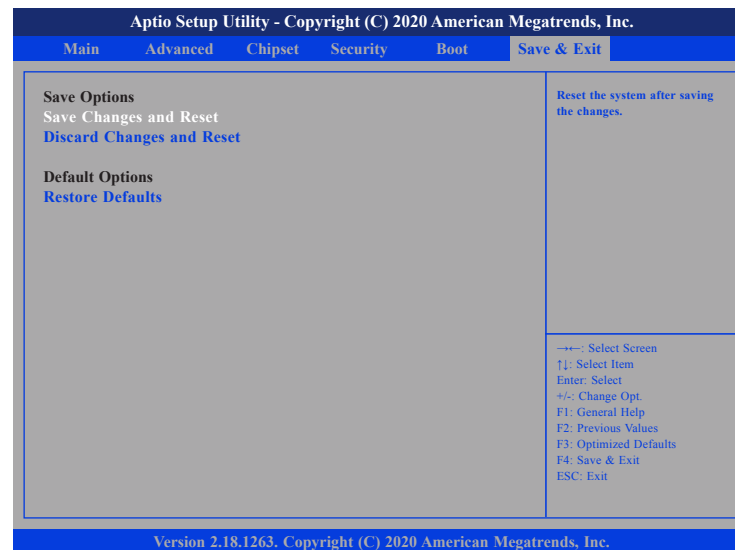 Aptio Setup Utility - Copyright (C) 2020 American Megatrends, Inc.
Main Advanced Chipset Security Boot Save & Exit
Save Options
Save Changes and Reset
Discard Changes and Reset
Default Options
Restore Defaults
Reset the system after saving
the changes.
→←: Select Screen
↑↓: Select Item
Enter: Select
+/-: Change Opt.
F1: General Help
F2: Previous Values
F3: Optimized Defaults
F4: Save & Exit
ESC: Exit
Version 2.18.1263. Copyright (C) 2020 American Megatrends, Inc.